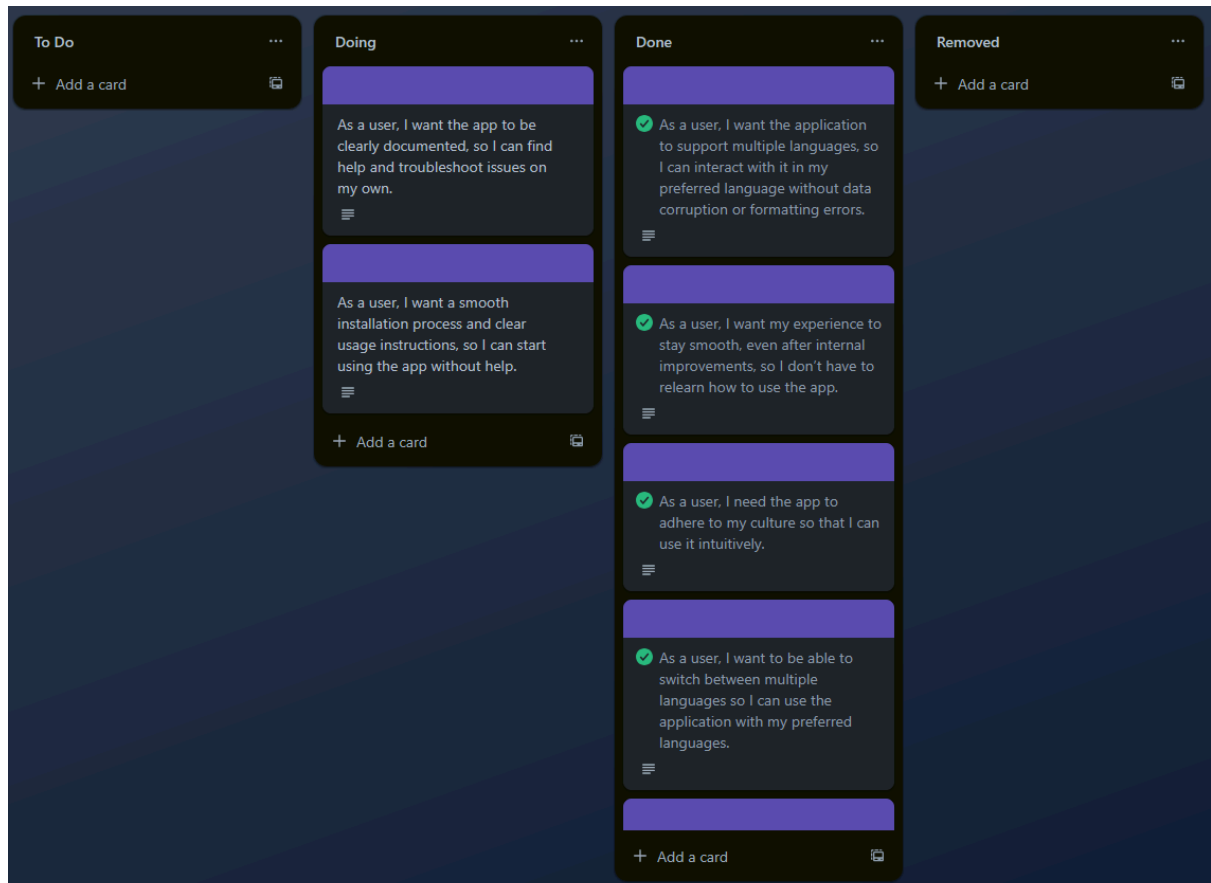 To Do
+ Add a card
Doing
As a user, I want the app to be
clearly documented, so I can find
help and troubleshoot issues on
my own.
As a user, I want a smooth
installation process and clear
usage instructions, so I can start
using the app without help.
+ Add a card
Done
As a user, I want the application
to support multiple languages, so
I can interact with it in my
preferred language without data
corruption or formatting errors.
As a user, I want my experience to
stay smooth, even after internal
improvements, so I don’t have to
relearn how to use the app.
As a user, I need the app to
adhere to my culture so that I can
use it intuitively.
As a user, I want to be able to
switch between multiple
languages so I can use the
application with my preferred
languages.
+ Add a card
Removed
+ Add a card